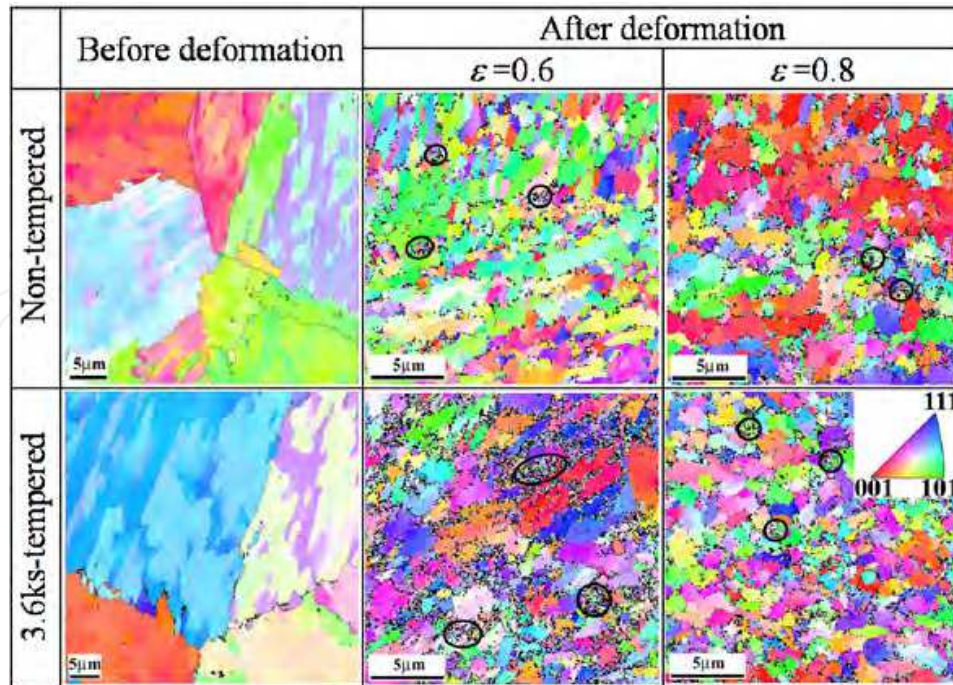 Before deformation
After deformation
ε=0.6
ε=0.8
Non-tempered
5μm
5μm
5μm
3.6ks-tempered
111
001
101
5μm
5μm
5μm